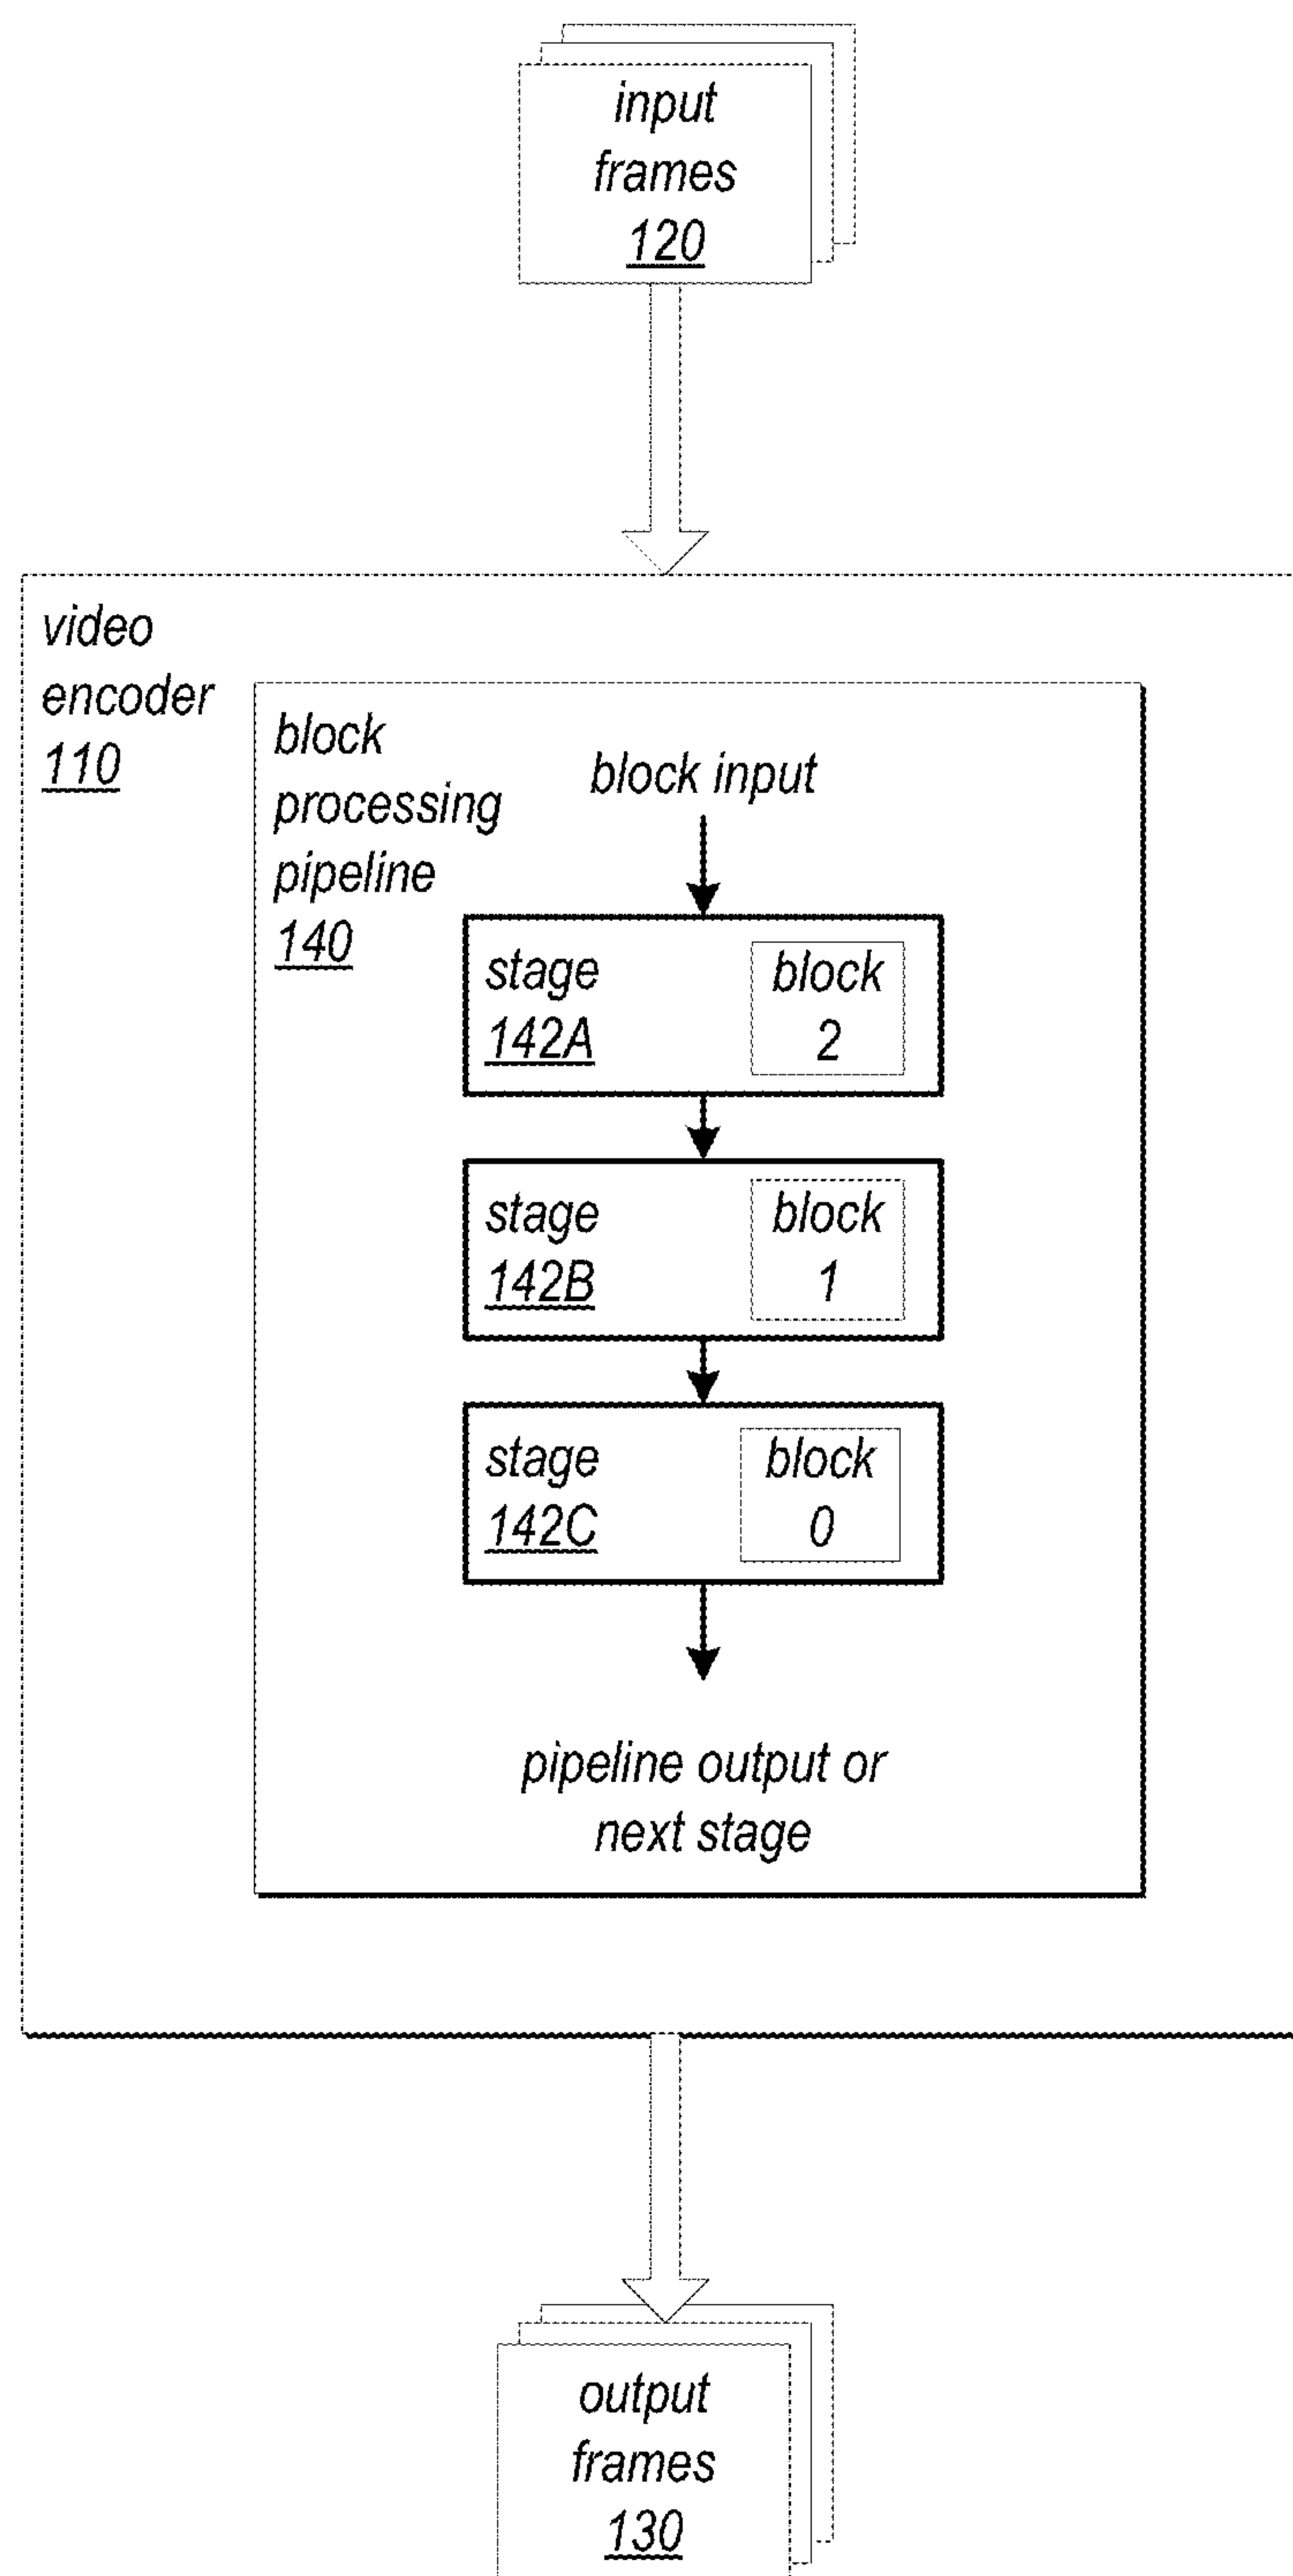 input
frames
120
video
encoder
110
block
processing
pipeline
140
block input
stage
142A
block
2
stage
142B
block
1
stage
142C
block
0
pipeline output or
next stage
output
frames
130